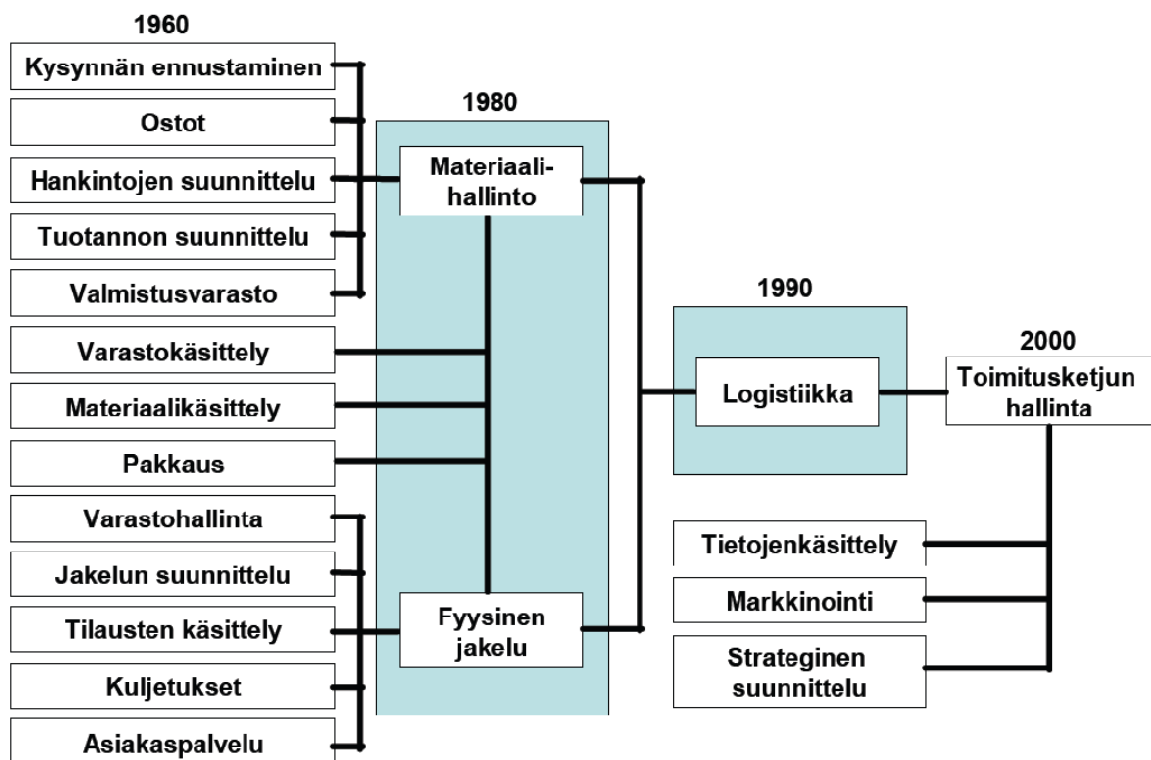 1960
Kysynnän ennustaminen
Ostot
Hankintojen suunnittelu
Tuotannon suunnittelu
Valmistusvarasto
Varastokäsittely
Materiaalikäsittely
Pakkaus
Varastohallinta
Jakelun suunnittelu
Tilausten käsittely
Kuljetukset
Asiakaspalvelu
1980
Materiaali-
hallinto
Fyysinen
jakelu
1990
Logistiikka
2000
Toimitusketjun
hallinta
Tietojenkäsittely
Markkinointi
Strateginen
suunnittelu